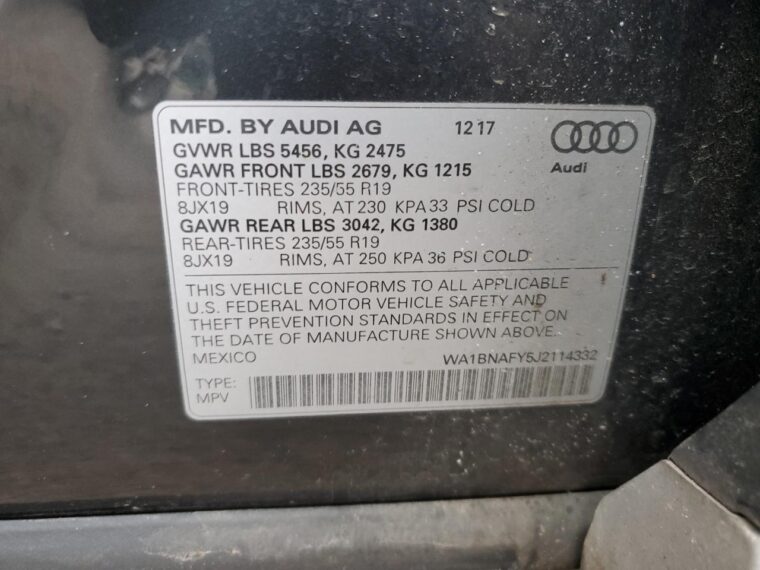 MFD. BY AUDI AG 12 17
GVWR LBS 5456, KG 2475
Audi
GAWR FRONT LBS 2679, KG 1215
FRONT-TIRES 235/55 R19
8JX19 RIMS, AT 230 KPA 33 PSI COLD
GAWR REAR LBS 3042, KG 1380
REAR-TIRES 235/55 R19
8JX19 RIMS, AT 250 KPA 36 PSI COLD
THIS VEHICLE CONFORMS TO ALL APPLICABLE
U.S. FEDERAL MOTOR VEHICLE SAFETY AND
THEFT PREVENTION STANDARDS IN EFFECT ON
THE DATE OF MANUFACTURE SHOWN ABOVE.
MEXICO WA1BNAFY5J2114332
TYPE:
MPV